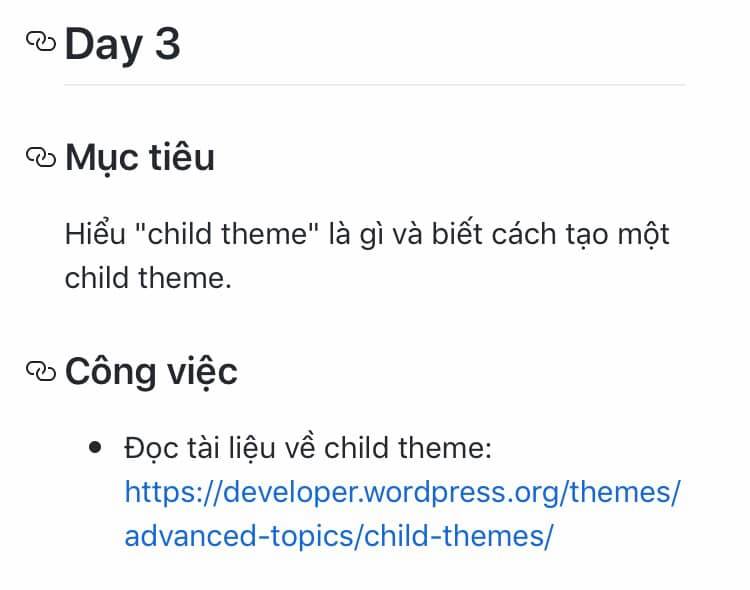 Day 3
Mục tiêu
Hiểu "child theme" là gì và biết cách tạo một
child theme.
Công việc
• Đọc tài liệu về child theme:
https://developer.wordpress.org/themes/
advanced-topics/child-themes/